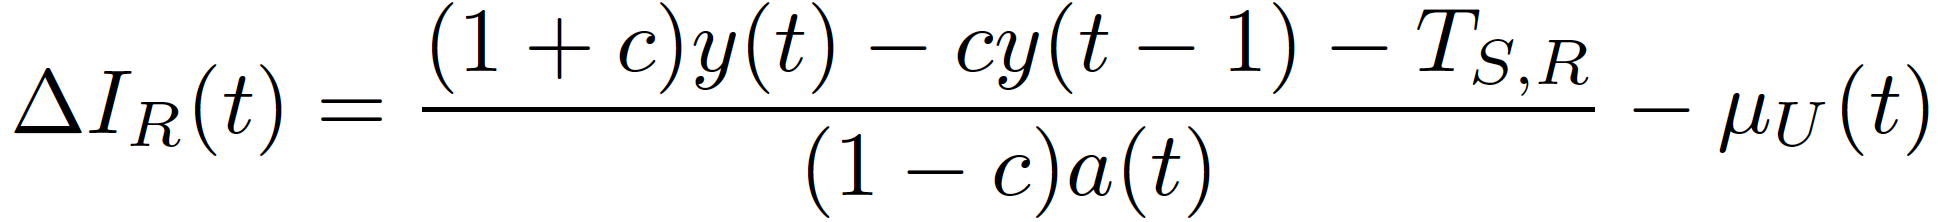 ΔI_R(t) = \frac{(1 + c)y(t) − cy(t − 1) − T_{S,R}}{(1 − c)a(t)} − μ_U(t)